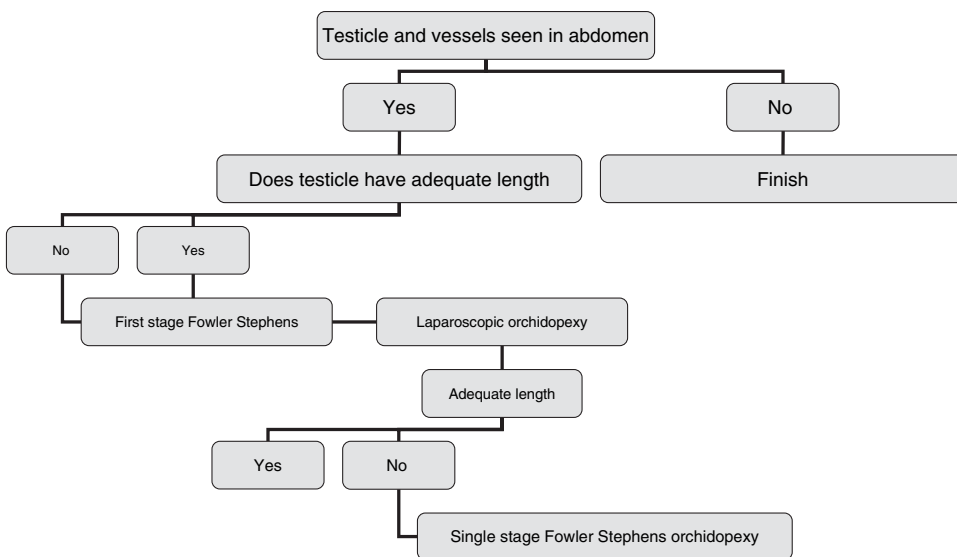 Testicle and vessels seen in abdomen
Yes
No
Does testicle have adequate length
Finish
No
Yes
First stage Fowler Stephens
Laparoscopic orchidopexy
Adequate length
Yes
No
Single stage Fowler Stephens orchidopexy